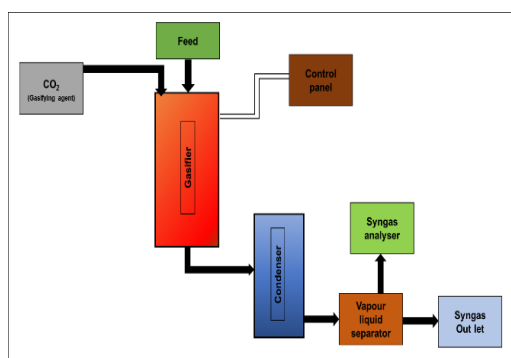 Feed
CO₂
(Gasifying agent)
Control
panel
Gasifier
Condenser
Syngas
analyser
Vapour
liquid
separator
Syngas
Out let